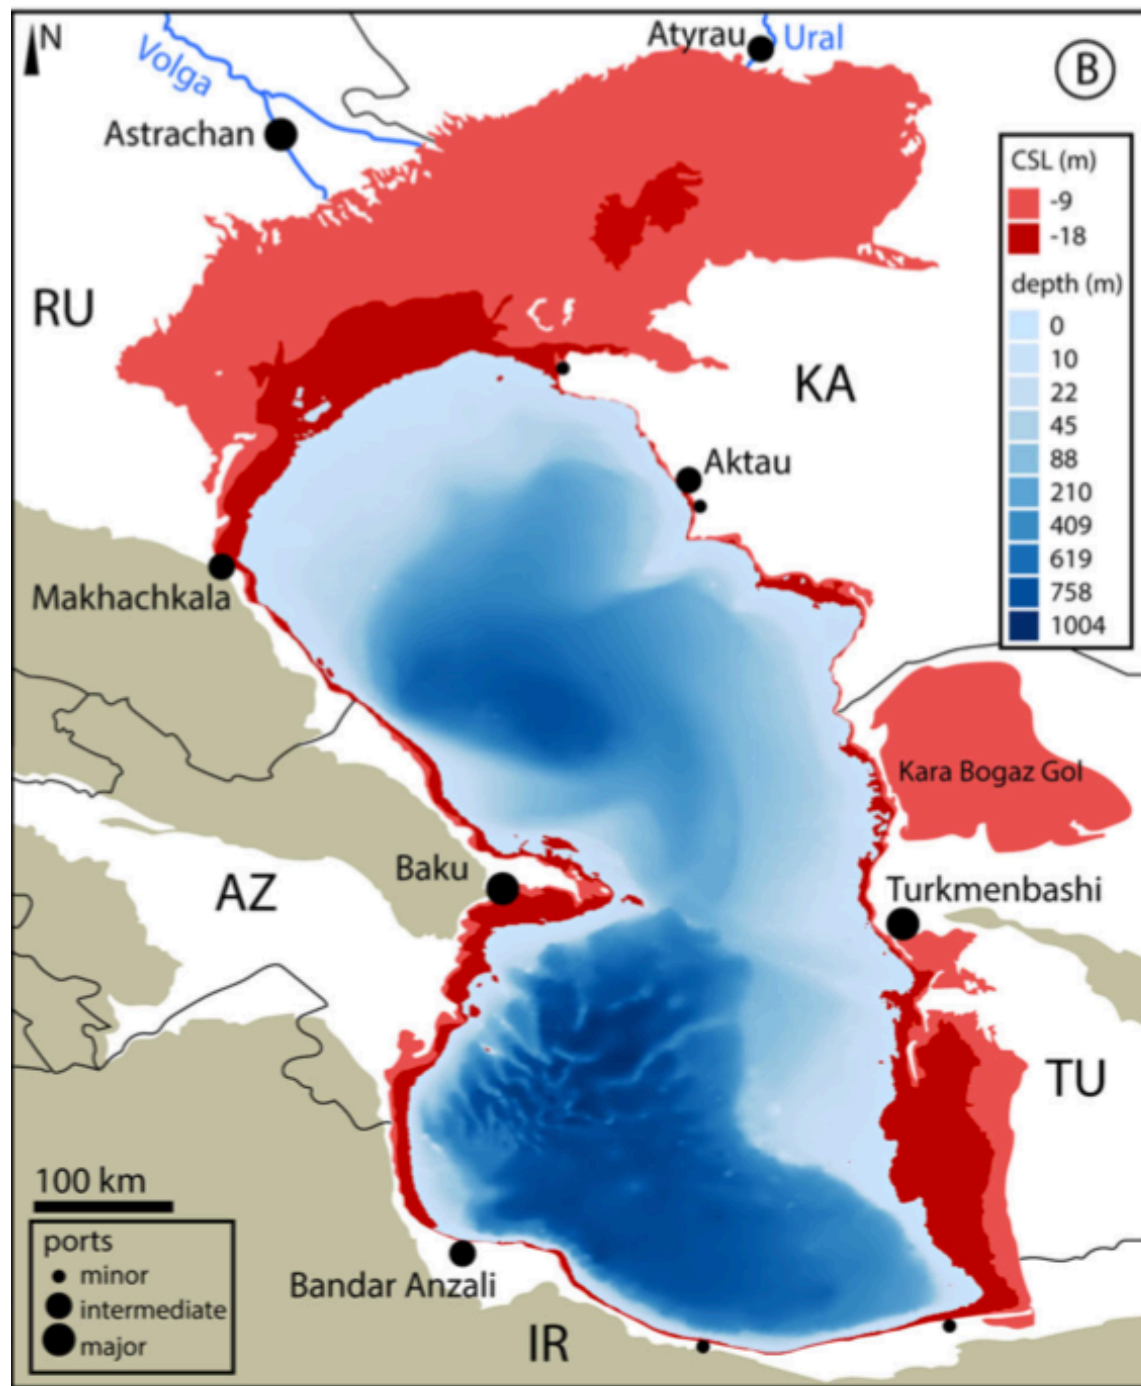 N
Volga
Atyrau
Ural
B
Astrachan
CSL (m)
-9
-18
depth (m)
0
10
22
45
88
210
409
619
758
1004
RU
KA
Aktau
Makhachkala
Kara Bogaz Gol
Baku
AZ
Turkmenbashi
TU
100 km
ports
minor
intermediate
major
Bandar Anzali
IR